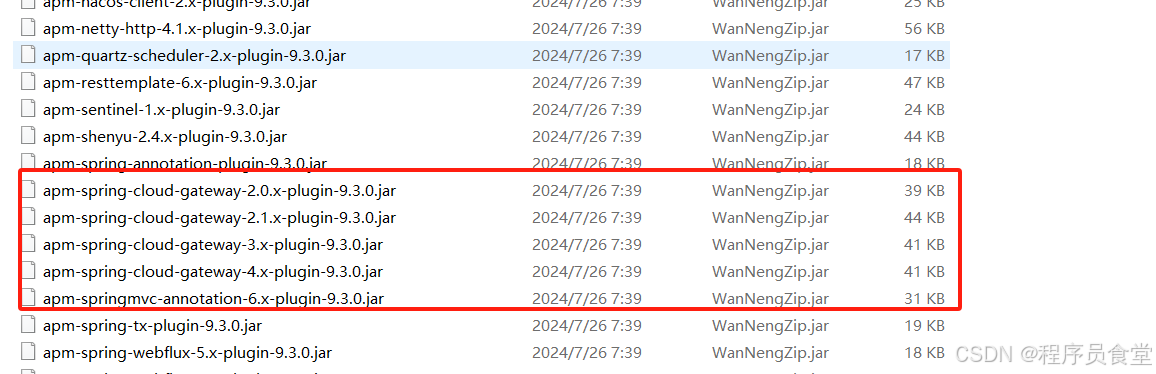 apm-nacos-client-2.x-plugin-9.3.0.jar 2024/7/26 7:39 WanNengZip.jar 25 KB
apm-netty-http-4.1.x-plugin-9.3.0.jar 2024/7/26 7:39 WanNengZip.jar 56 KB
apm-quartz-scheduler-2.x-plugin-9.3.0.jar 2024/7/26 7:39 WanNengZip.jar 17 KB
apm-resttemplate-6.x-plugin-9.3.0.jar 2024/7/26 7:39 WanNengZip.jar 47 KB
apm-sentinel-1.x-plugin-9.3.0.jar 2024/7/26 7:39 WanNengZip.jar 24 KB
apm-shenyu-2.4.x-plugin-9.3.0.jar 2024/7/26 7:39 WanNengZip.jar 44 KB
apm-spring-annotation-plugin-9.3.0.jar 2024/7/26 7:39 WanNengZip.jar 18 KB
apm-spring-cloud-gateway-2.0.x-plugin-9.3.0.jar 2024/7/26 7:39 WanNengZip.jar 39 KB
apm-spring-cloud-gateway-2.1.x-plugin-9.3.0.jar 2024/7/26 7:39 WanNengZip.jar 44 KB
apm-spring-cloud-gateway-3.x-plugin-9.3.0.jar 2024/7/26 7:39 WanNengZip.jar 41 KB
apm-spring-cloud-gateway-4.x-plugin-9.3.0.jar 2024/7/26 7:39 WanNengZip.jar 41 KB
apm-springmvc-annotation-6.x-plugin-9.3.0.jar 2024/7/26 7:39 WanNengZip.jar 31 KB
apm-spring-tx-plugin-9.3.0.jar 2024/7/26 7:39 WanNengZip.jar 19 KB
apm-spring-webflux-5.x-plugin-9.3.0.jar 2024/7/26 7:39 WanNengZip.jar 18 KB
CSDN @程序员食堂